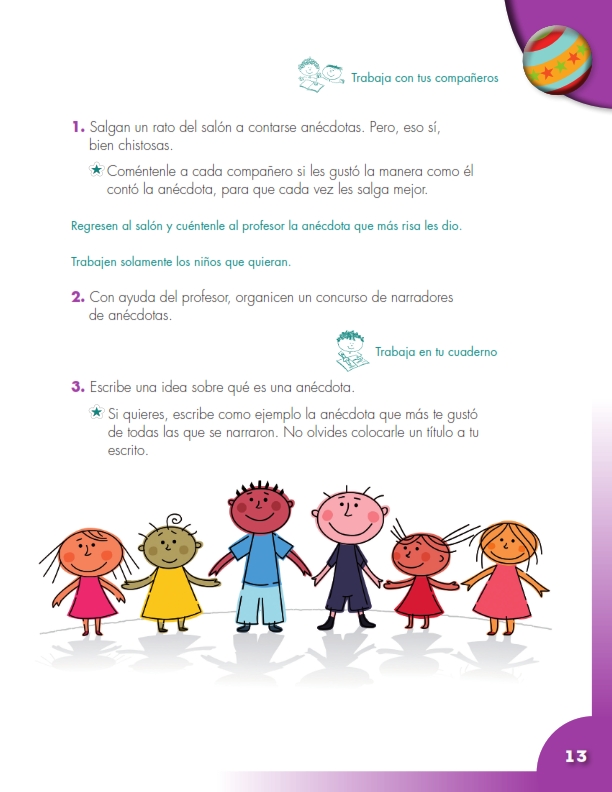 Trabaja con tus compañeros
1. Salgan un rato del salón a contarse anécdotas. Pero, eso sí,
bien chistosas.
Coméntenle a cada compañero si les gustó la manera como él
contó la anécdota, para que cada vez les salga mejor.
Regresen al salón y cuéntenle al profesor la anécdota que más risa les dio.
Trabajen solamente los niños que quieran.
2. Con ayuda del profesor, organicen un concurso de narradores
de anécdotas.
Trabaja en tu cuaderno
3. Escribe una idea sobre qué es una anécdota.
Si quieres, escribe como ejemplo la anécdota que más te gustó
de todas las que se narraron. No olvides colocarle un título a tu
escrito.
13